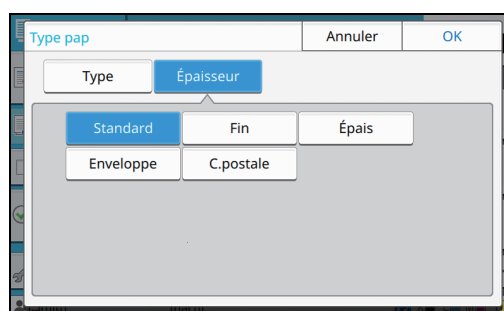 Type pap Annuler OK
Type Épaisseur
Standard Fin Épais
Enveloppe C.postale